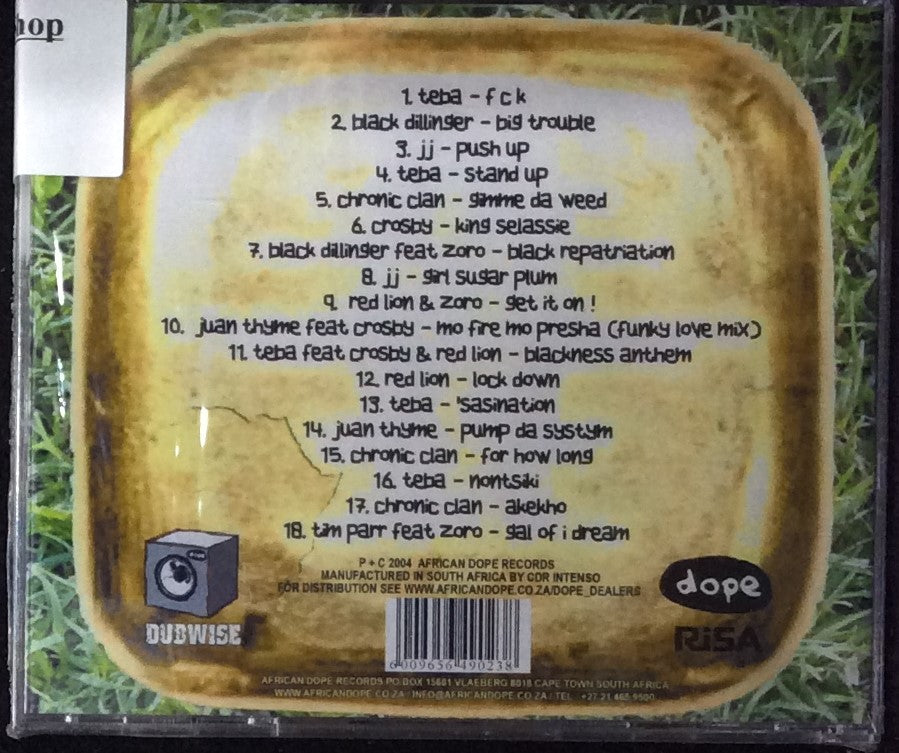 hop
1. teba - f c k
2. black dillinger - big trouble
3. jj - push up
4. teba - stand up
5. chronic clan - gimme da weed
6. crosby - king selassie
7. black dillinger feat zoro - black repatriation
8. jj - girl sugar plum
9. red lion & zoro - get it on !
10. juan thyme feat crosby - mo fire mo presha (funky love mix)
11. teba feat crosby & red lion - blackness anthem
12. red lion - lock down
13. teba - 'sasination
14. juan thyme - pump da systym
15. chronic clan - for how long
16. teba - nontsiki
17. chronic clan - akekho
18. tim parr feat zoro - gal of i dream
P + C 2004 AFRICAN DOPE RECORDS
MANUFACTURED IN SOUTH AFRICA BY CDR INTENSO
FOR DISTRIBUTION SEE WWW.AFRICANDOPE.CO.ZA/DOPE_DEALERS
dope
DUBWISE
RiSA
6009656 490238
AFRICAN DOPE RECORDS PO BOX 15681 VLAEBERG 8018 CAPE TOWN SOUTH AFRICA
WWW.AFRICANDOPE.CO.ZA / INFO@AFRICANDOPE.CO.ZA / TEL +27 21 465 9500